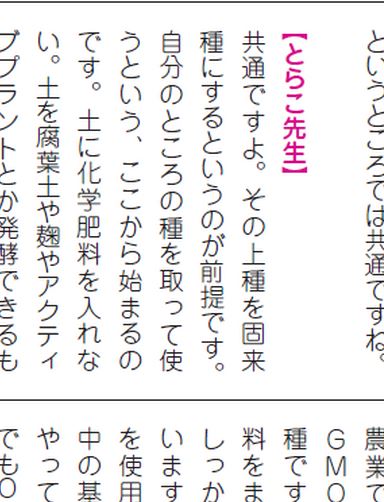 というところでは共通ですね。
【とらこ先生】
共通ですよ。その上種を固来
種にするというのが前提です。
自分のところの種を取って使
うという、ここから始まるの
です。土に化学肥料を入れな
い。土を腐葉土や麹やアクティ
ブプラントとか発酵できるも
農業で
GMO
種です
料をま
しっか
います
を使用
中の基
やって
でも0